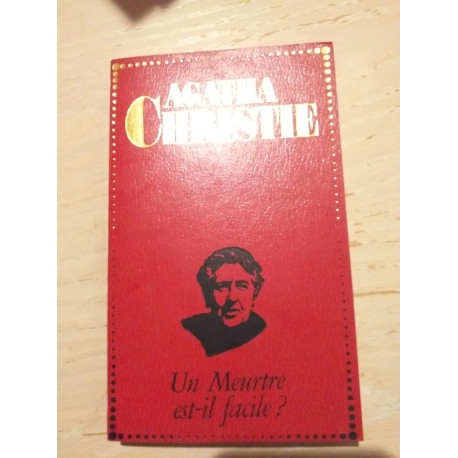 AGATHA
CHRISTIE
Un Meurtre
est-il facile ?